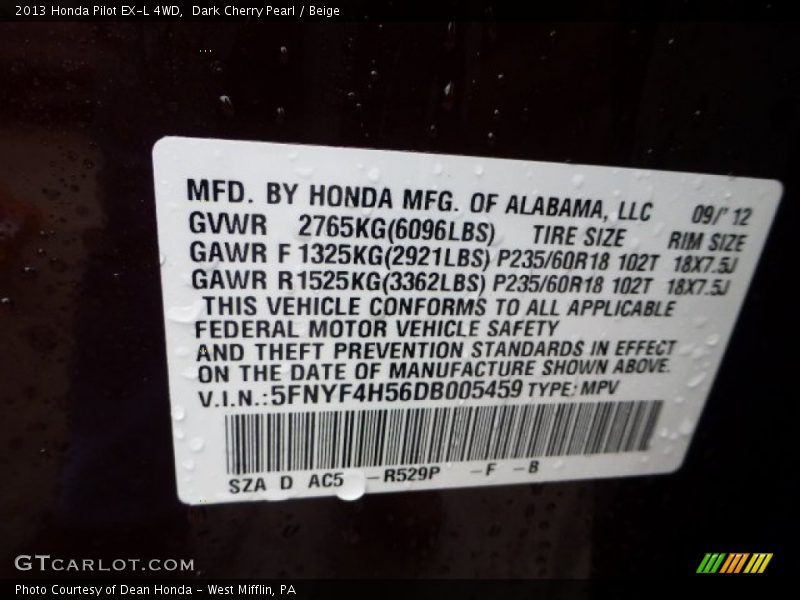 2013 Honda Pilot EX-L 4WD,  Dark Cherry Pearl / Beige
MFD. BY HONDA MFG. OF ALABAMA, LLC 09/'12
GVWR 2765KG(6096LBS) TIRE SIZE RIM SIZE
GAWR F 1325KG(2921LBS) P235/60R18 102T 18X7.5J
GAWR R1525KG(3362LBS) P235/60R18 102T 18X7.5J
THIS VEHICLE CONFORMS TO ALL APPLICABLE
FEDERAL MOTOR VEHICLE SAFETY
AND THEFT PREVENTION STANDARDS IN EFFECT
ON THE DATE OF MANUFACTURE SHOWN ABOVE.
V.I.N.:5FNYF4H56DB005459 TYPE: MPV
SZA D AC5 -R529P -F -B
GTCARLOT.COM
Photo Courtesy of Dean Honda - West Mifflin, PA